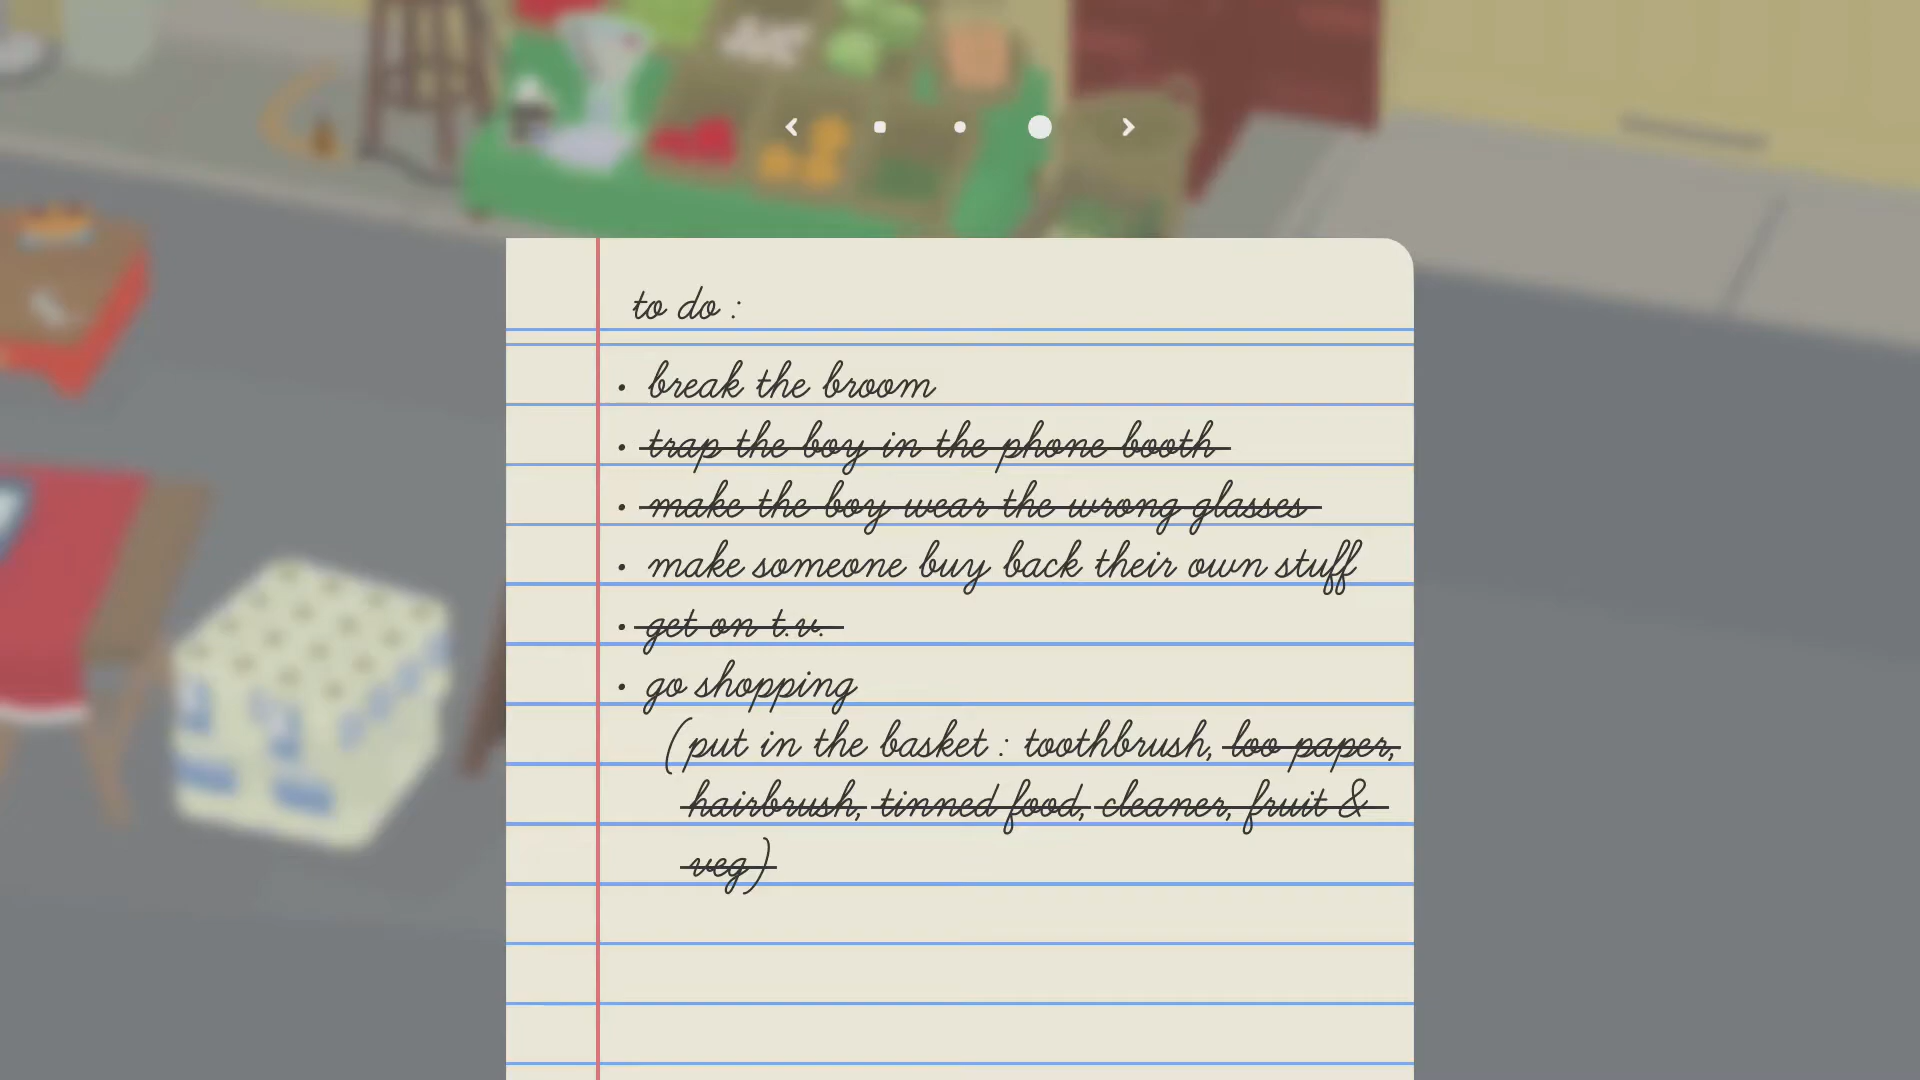 to do :
• break the broom
• trap the boy in the phone booth
• make the boy wear the wrong glasses
• make someone buy back their own stuff
• get on t.v.
• go shopping
(put in the basket : toothbrush, loo paper,
hairbrush, tinned food, cleaner, fruit &
veg)